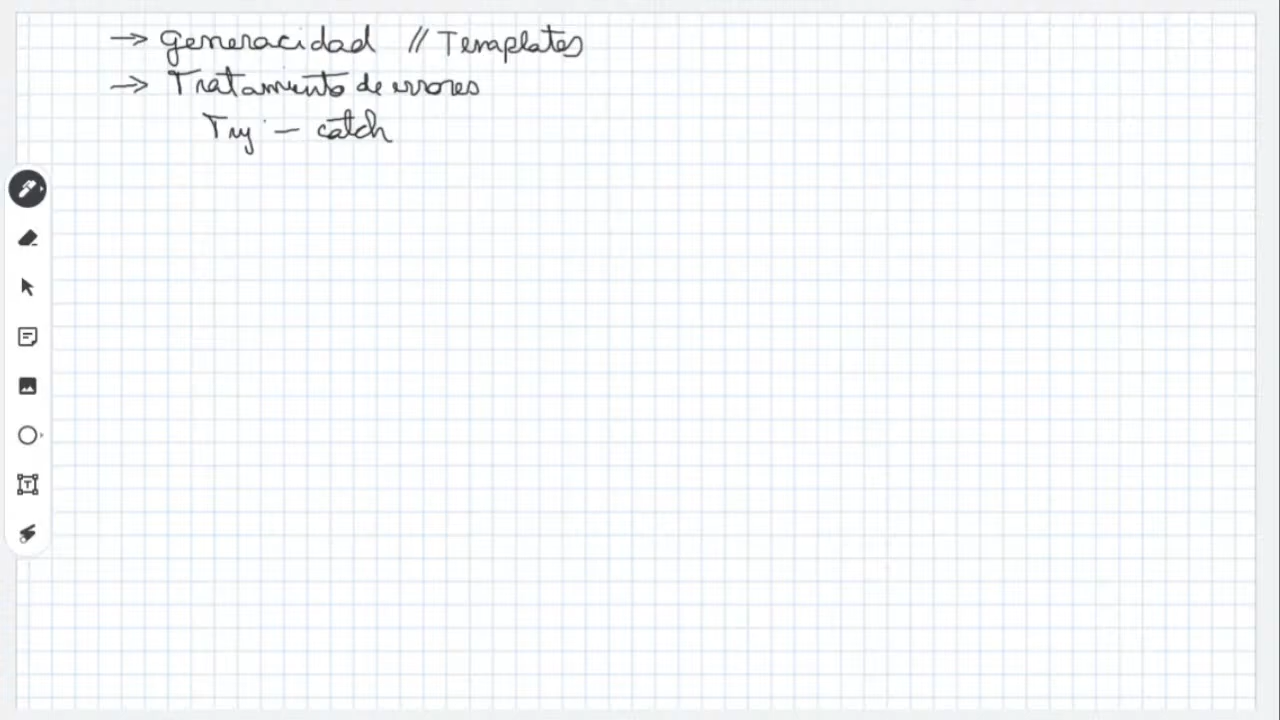 → Generacidad // Templates
→ Tratamiento de errores
Try - catch